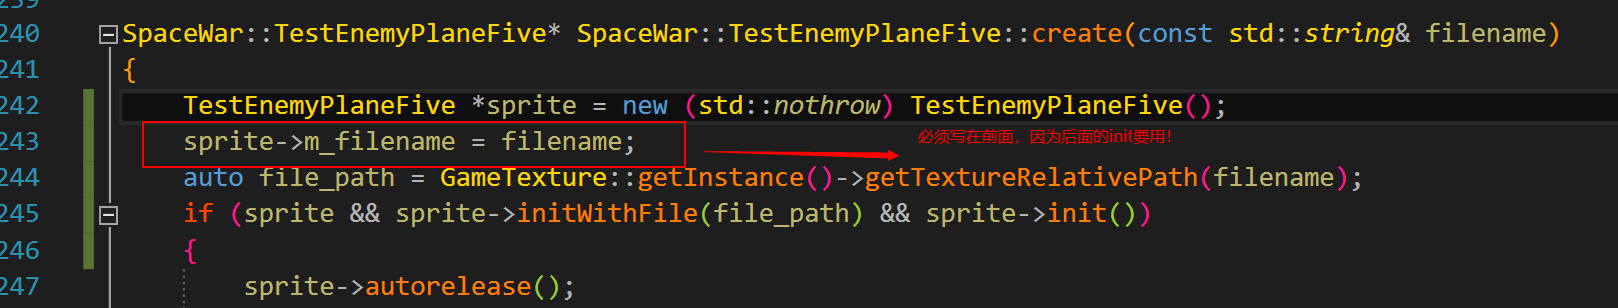 239
240 SpaceWar::TestEnemyPlaneFive* SpaceWar::TestEnemyPlaneFive::create(const std::string& filename)
241 {
242 TestEnemyPlaneFive *sprite = new (std::nothrow) TestEnemyPlaneFive();
243 sprite->m_filename = filename; 必须写在前面，因为后面的init要用！
244 auto file_path = GameTexture::getInstance()->getTextureRelativePath(filename);
245 if (sprite && sprite->initWithFile(file_path) && sprite->init())
246 {
247 sprite->autorelease();